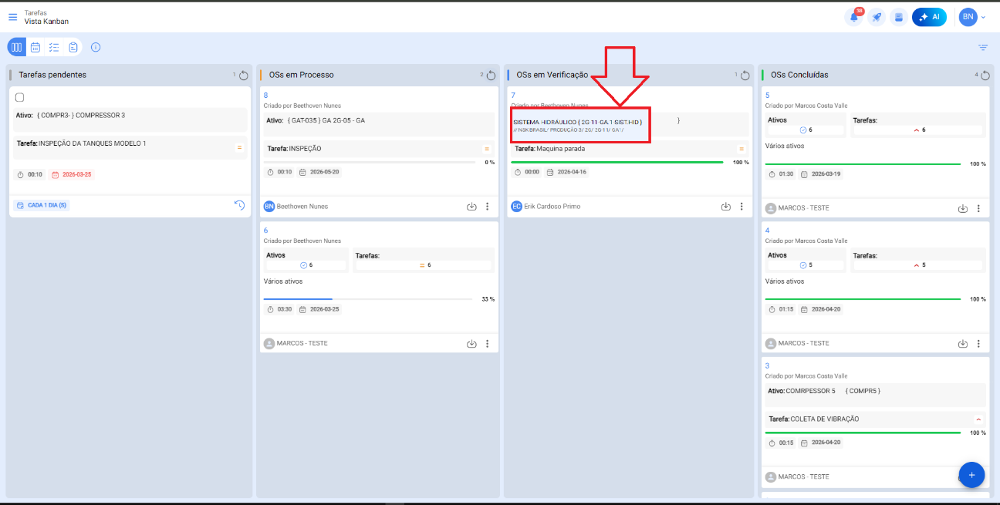 Tarefas
Vista Kanban
58
AI
BN
Tarefas pendentes
1
Ativo: { COMPR3- } COMPRESSOR 3
Tarefa: INSPEÇÃO DA TANQUES MODELO 1
00:10
2026-03-25
CADA 1 DIA (S)
OSs em Processo
2
8
Criado por Beethoven Nunes
Ativo: { GAT-035 } GA 2G-05 - GA
Tarefa: INSPEÇÃO
0 %
00:10
2026-05-20
BN Beethoven Nunes
6
Criado por Beethoven Nunes
Ativos
6
Tarefas:
6
Vários ativos
33 %
03:30
2026-03-25
MARCOS - TESTE
OSs em Verificação
1
7
Criado por Beethoven Nunes
SISTEMA HIDRÁULICO { 2G-11-GA.1-SIST.HID }
// NSK BRASIL/ PRODUÇÃO 3/ 2G/ 2G-11/ GA1/
}
Tarefa: Maquina parada
100 %
00:00
2026-04-16
EC Erik Cardoso Primo
OSs Concluídas
4
5
Criado por Marcos Costa Valle
Ativos
6
Tarefas:
6
Vários ativos
100 %
01:30
2026-03-19
MARCOS - TESTE
4
Criado por Marcos Costa Valle
Ativos
5
Tarefas:
5
Vários ativos
100 %
01:15
2026-04-20
MARCOS - TESTE
3
Criado por Marcos Costa Valle
Ativo: COMRPESSOR 5 { COMPR5 }
Tarefa: COLETA DE VIBRAÇÃO
100 %
00:15
2026-04-20
MARCOS - TESTE